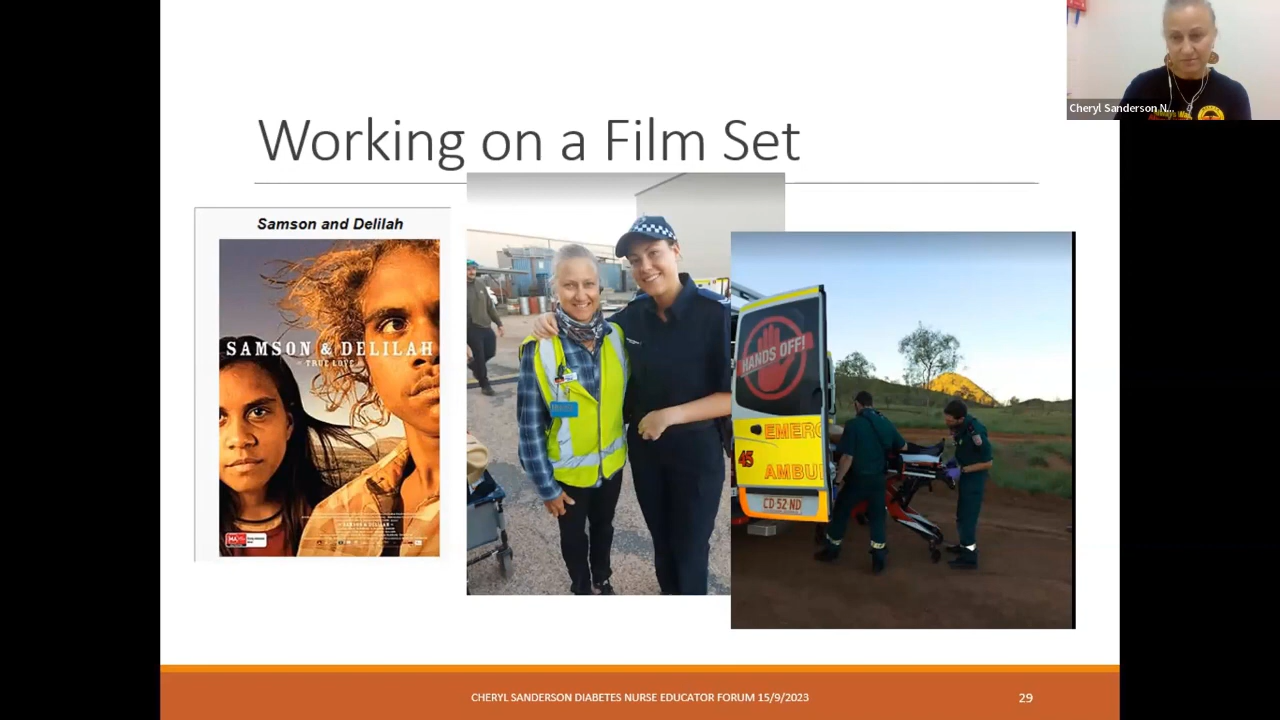 Cheryl Sanderson N...
Working on a Film Set
Samson and Delilah
SAMSON & DELILAH
TRUE LOVE
MA
HANDS OFF!
EMERG
45
AMBU
CD 52 ND
CHERYL SANDERSON DIABETES NURSE EDUCATOR FORUM 15/9/2023
29